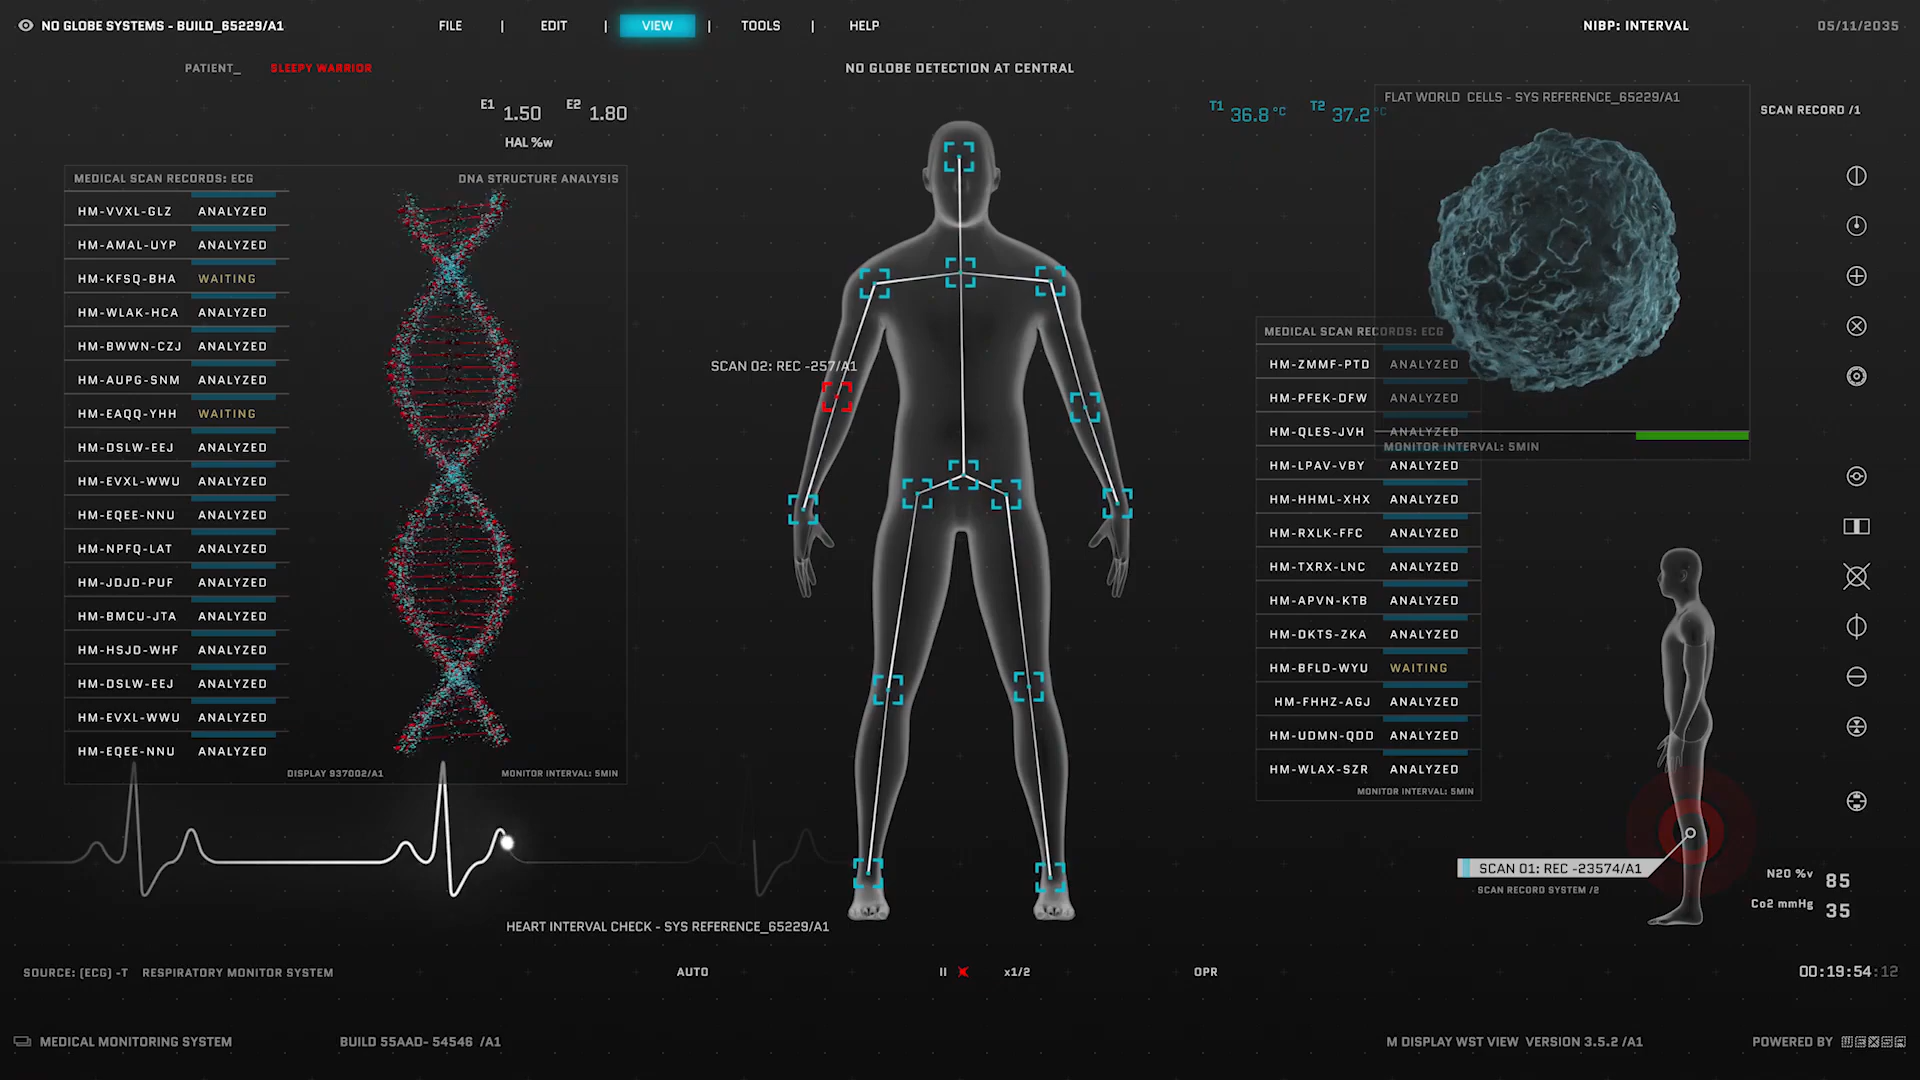 NO GLOBE SYSTEMS - BUILD_65229/A1
FILE | EDIT | VIEW | TOOLS | HELP
NIBP: INTERVAL
05/11/2035
PATIENT_ SLEEPY WARRIOR
NO GLOBE DETECTION AT CENTRAL
E1 1.50 E2 1.80
HAL %w
T1 36.8 °C T2 37.2 °C
FLAT WORLD CELLS - SYS REFERENCE_65229/A1
SCAN RECORD /1
MEDICAL SCAN RECORDS: ECG
DNA STRUCTURE ANALYSIS
HM-VVXL-GLZ ANALYZED
HM-AMAL-UYP ANALYZED
HM-KFSQ-BHA WAITING
HM-WLAK-HCA ANALYZED
HM-BWWN-CZJ ANALYZED
HM-AUPG-SNM ANALYZED
HM-EAQQ-YHH WAITING
HM-DSLW-EEJ ANALYZED
HM-EVXL-WWU ANALYZED
HM-EQEE-NNU ANALYZED
HM-NPFQ-LAT ANALYZED
HM-JDJD-PUF ANALYZED
HM-BMCU-JTA ANALYZED
HM-HSJD-WHF ANALYZED
HM-DSLW-EEJ ANALYZED
HM-EVXL-WWU ANALYZED
HM-EQEE-NNU ANALYZED
DISPLAY 937002/A1
MONITOR INTERVAL: 5MIN
SCAN 02: REC -257/A1
MEDICAL SCAN RECORDS: ECG
HM-ZMMF-PTD ANALYZED
HM-PFEK-DFW ANALYZED
HM-QLES-JVH ANALYZED
MONITOR INTERVAL: 5MIN
HM-LPAV-VBY ANALYZED
HM-HHML-XHX ANALYZED
HM-RXLK-FFC ANALYZED
HM-TXRX-LNC ANALYZED
HM-APVN-KTB ANALYZED
HM-DKTS-ZKA ANALYZED
HM-BFLD-WYU WAITING
HM-FHHZ-AGJ ANALYZED
HM-UDMN-QDD ANALYZED
HM-WLAX-SZR ANALYZED
MONITOR INTERVAL: 5MIN
SCAN 01: REC -23574/A1
SCAN RECORD SYSTEM /2
N20 %v 85
Co2 mmHg 35
HEART INTERVAL CHECK - SYS REFERENCE_65229/A1
SOURCE: (ECG) -T RESPIRATORY MONITOR SYSTEM
AUTO
x1/2
OPR
00:19:54:12
MEDICAL MONITORING SYSTEM
BUILD 55AAD- 54546 /A1
M DISPLAY WST VIEW VERSION 3.5.2 /A1
POWERED BY